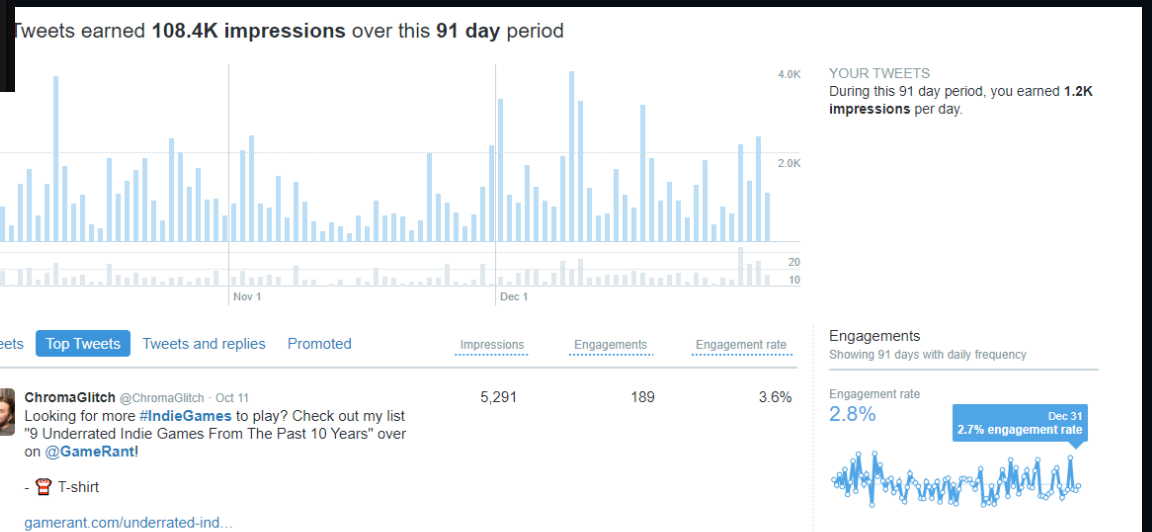 Tweets earned 108.4K impressions over this 91 day period
4.0K
2.0K
20
10
Nov 1
Dec 1
YOUR TWEETS
During this 91 day period, you earned 1.2K
impressions per day.
eets Top Tweets Tweets and replies Promoted Impressions Engagements Engagement rate
ChromaGlitch @ChromaGlitch · Oct 11 5,291 189 3.6%
Looking for more #IndieGames to play? Check out my list
"9 Underrated Indie Games From The Past 10 Years" over
on @GameRant!
- 👕 T-shirt
gamerant.com/underrated-ind…
Engagements
Showing 91 days with daily frequency
Engagement rate
2.8%
Dec 31
2.7% engagement rate